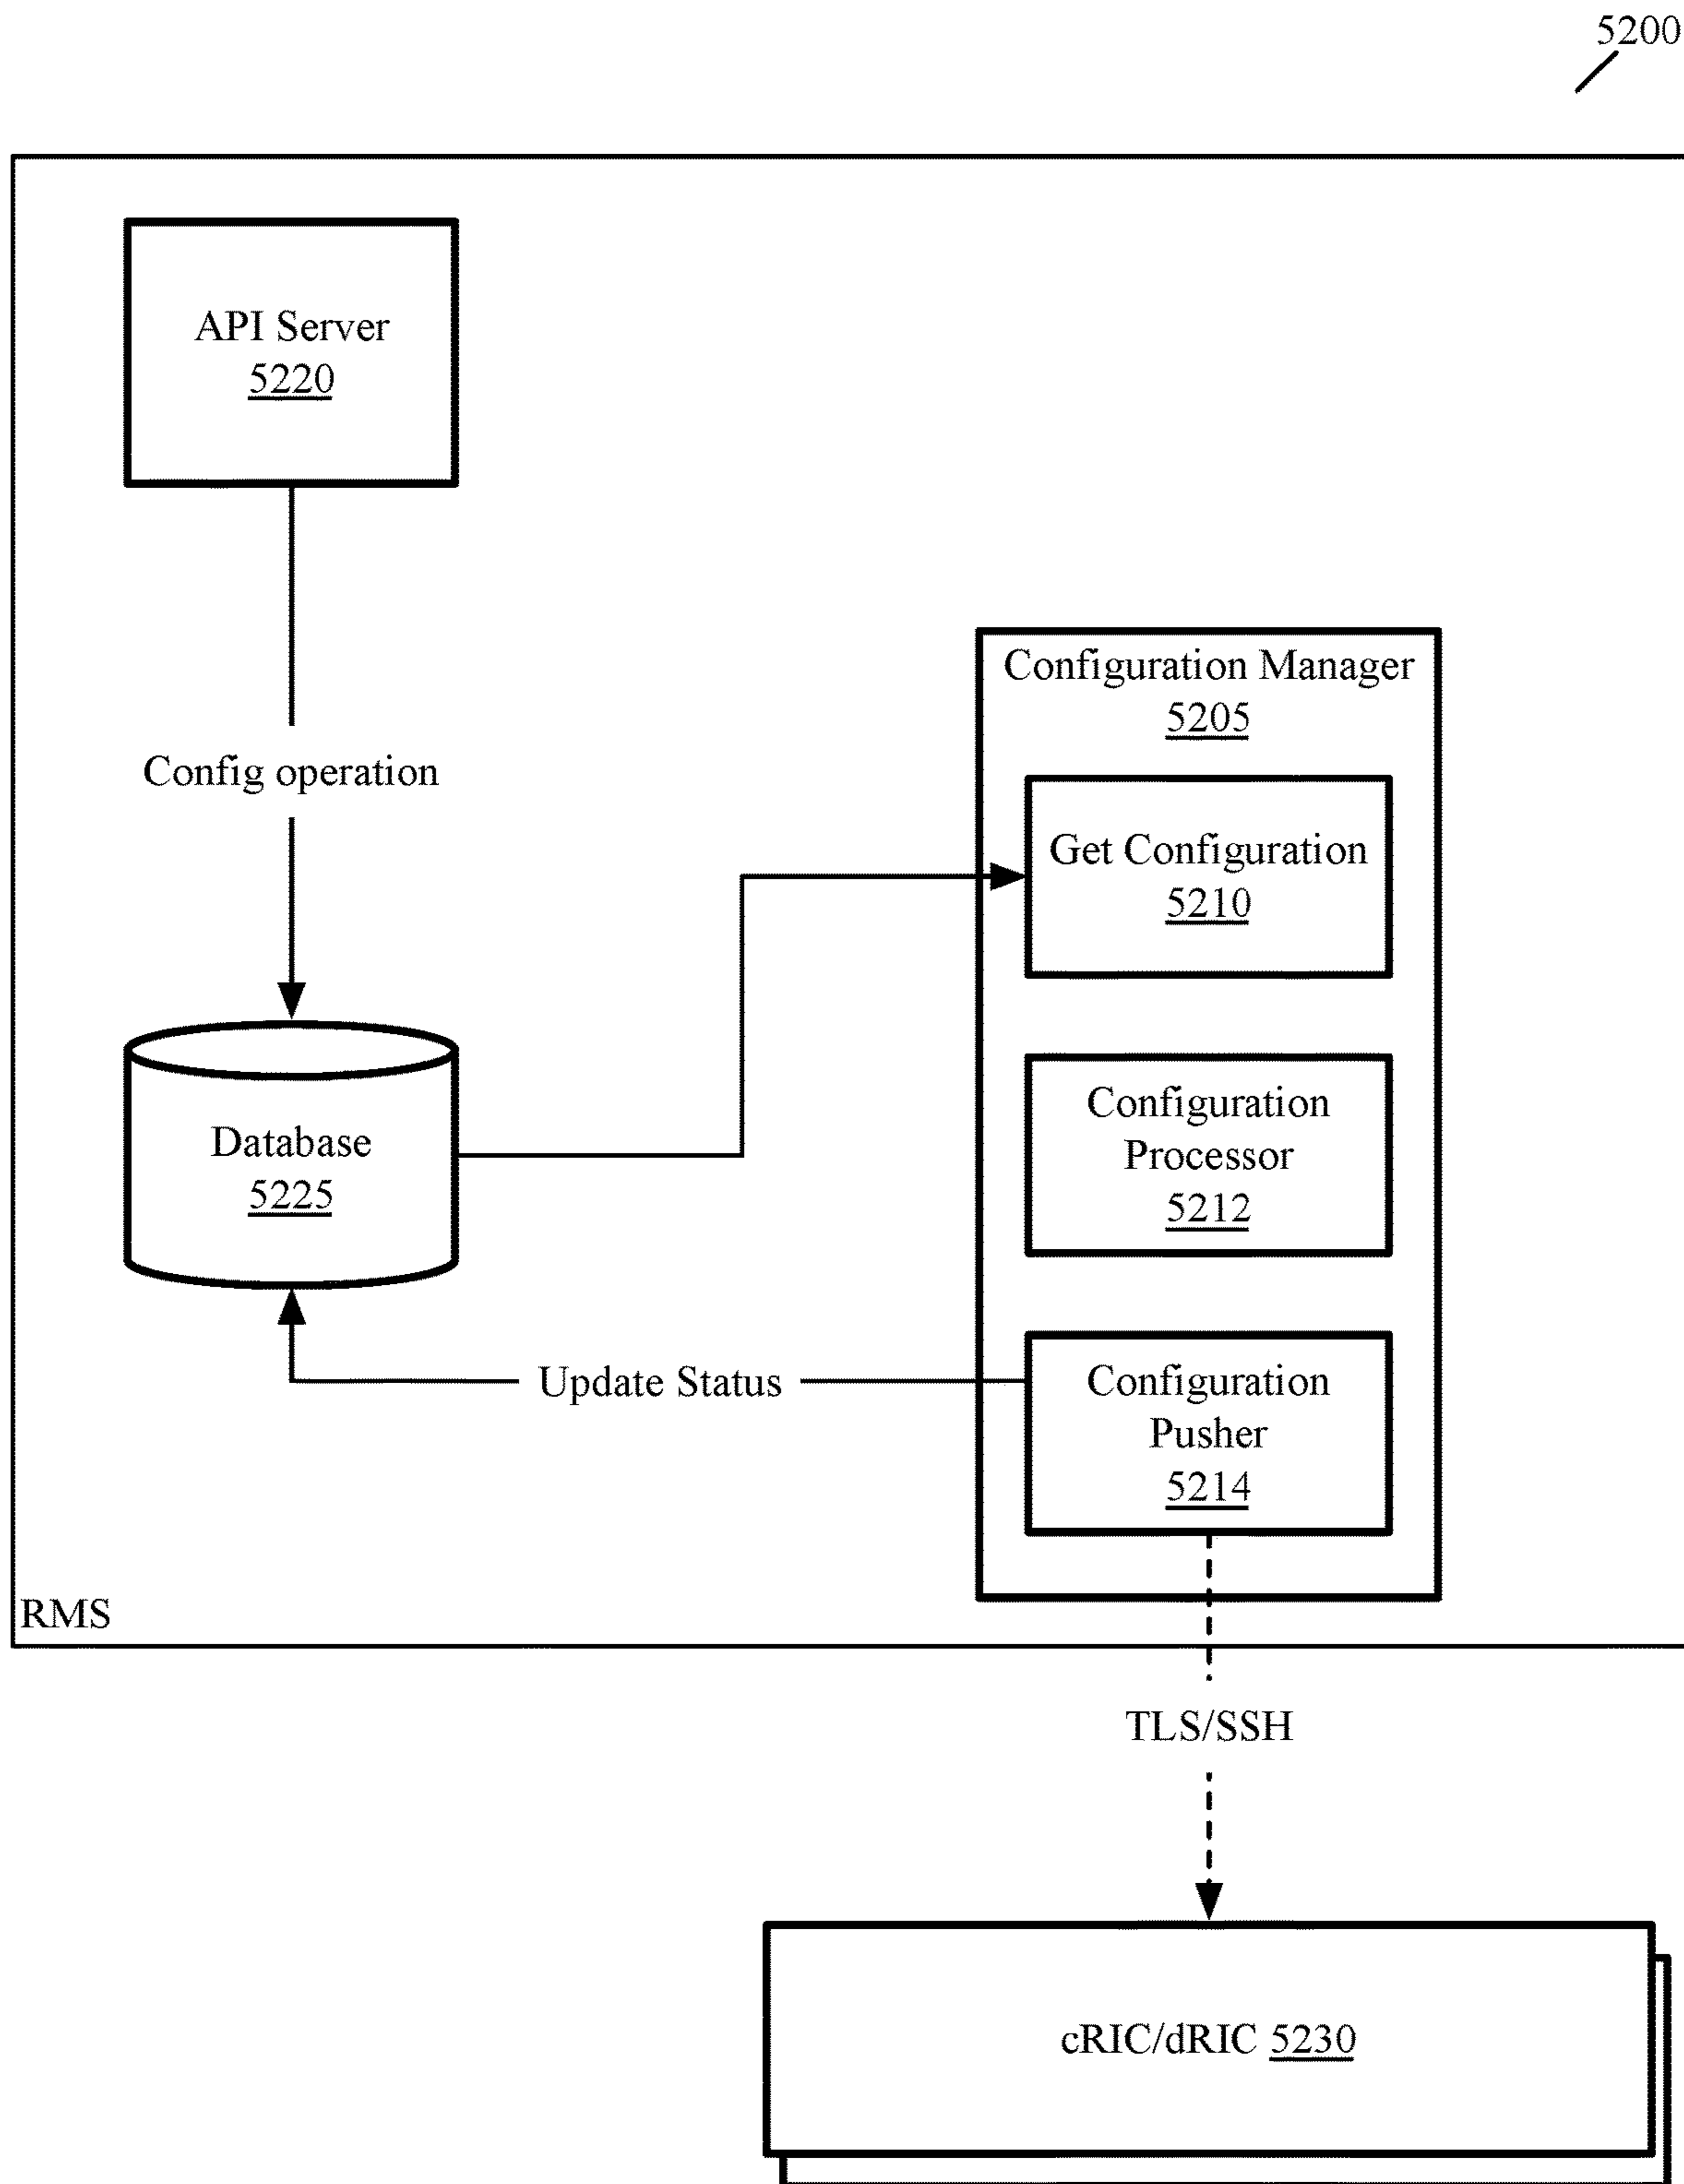 5200
API Server
5220
Config operation
Configuration Manager
5205
Get Configuration
5210
Configuration
Processor
5212
Database
5225
Update Status
Configuration
Pusher
5214
RMS
TLS/SSH
cRIC/dRIC 5230